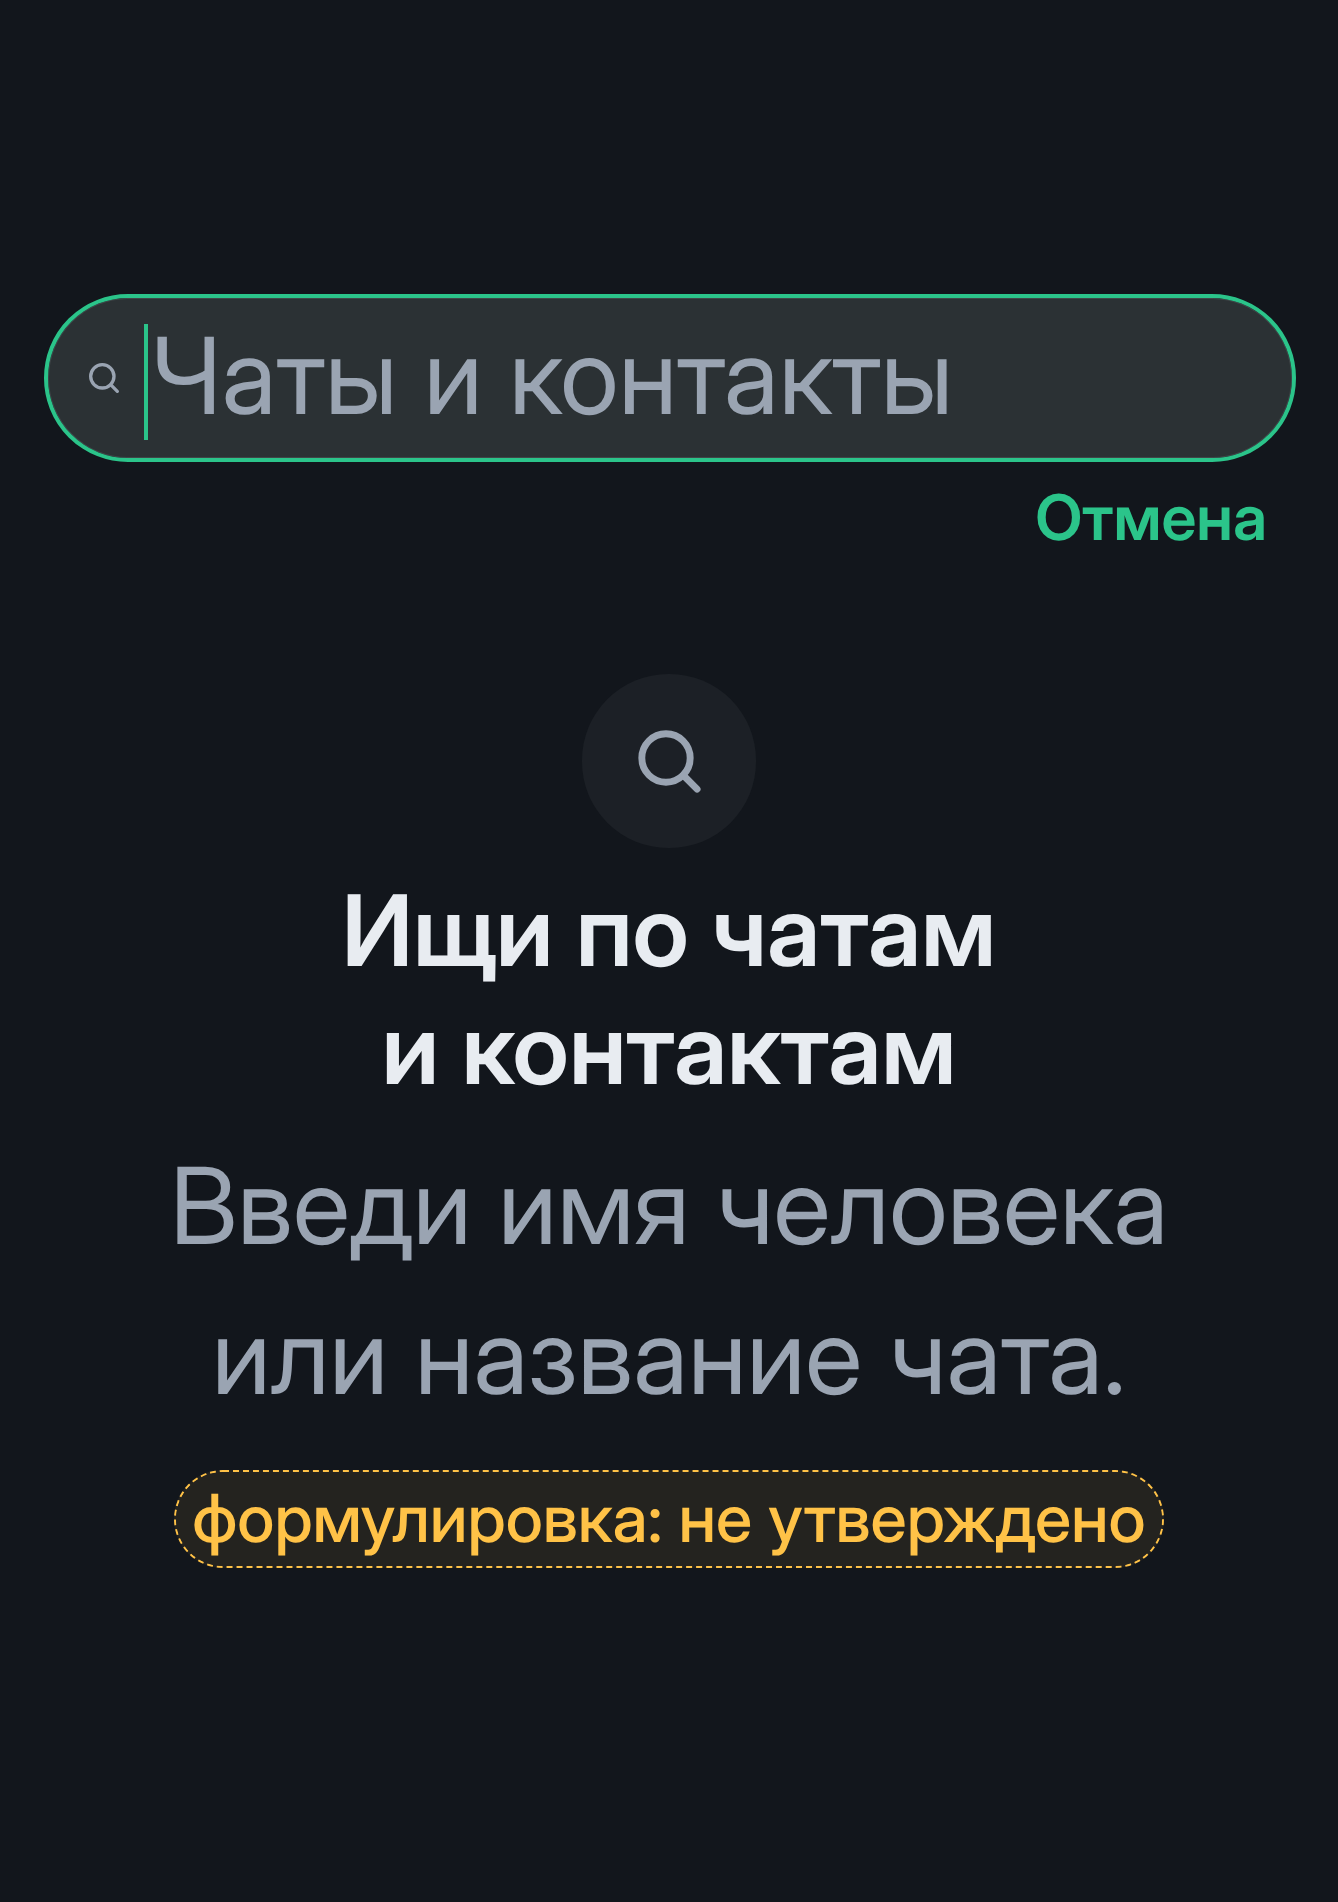 Чаты и контакты
Отмена
Ищи по чатам
и контактам
Введи имя человека
или название чата.
формулировка: не утверждено